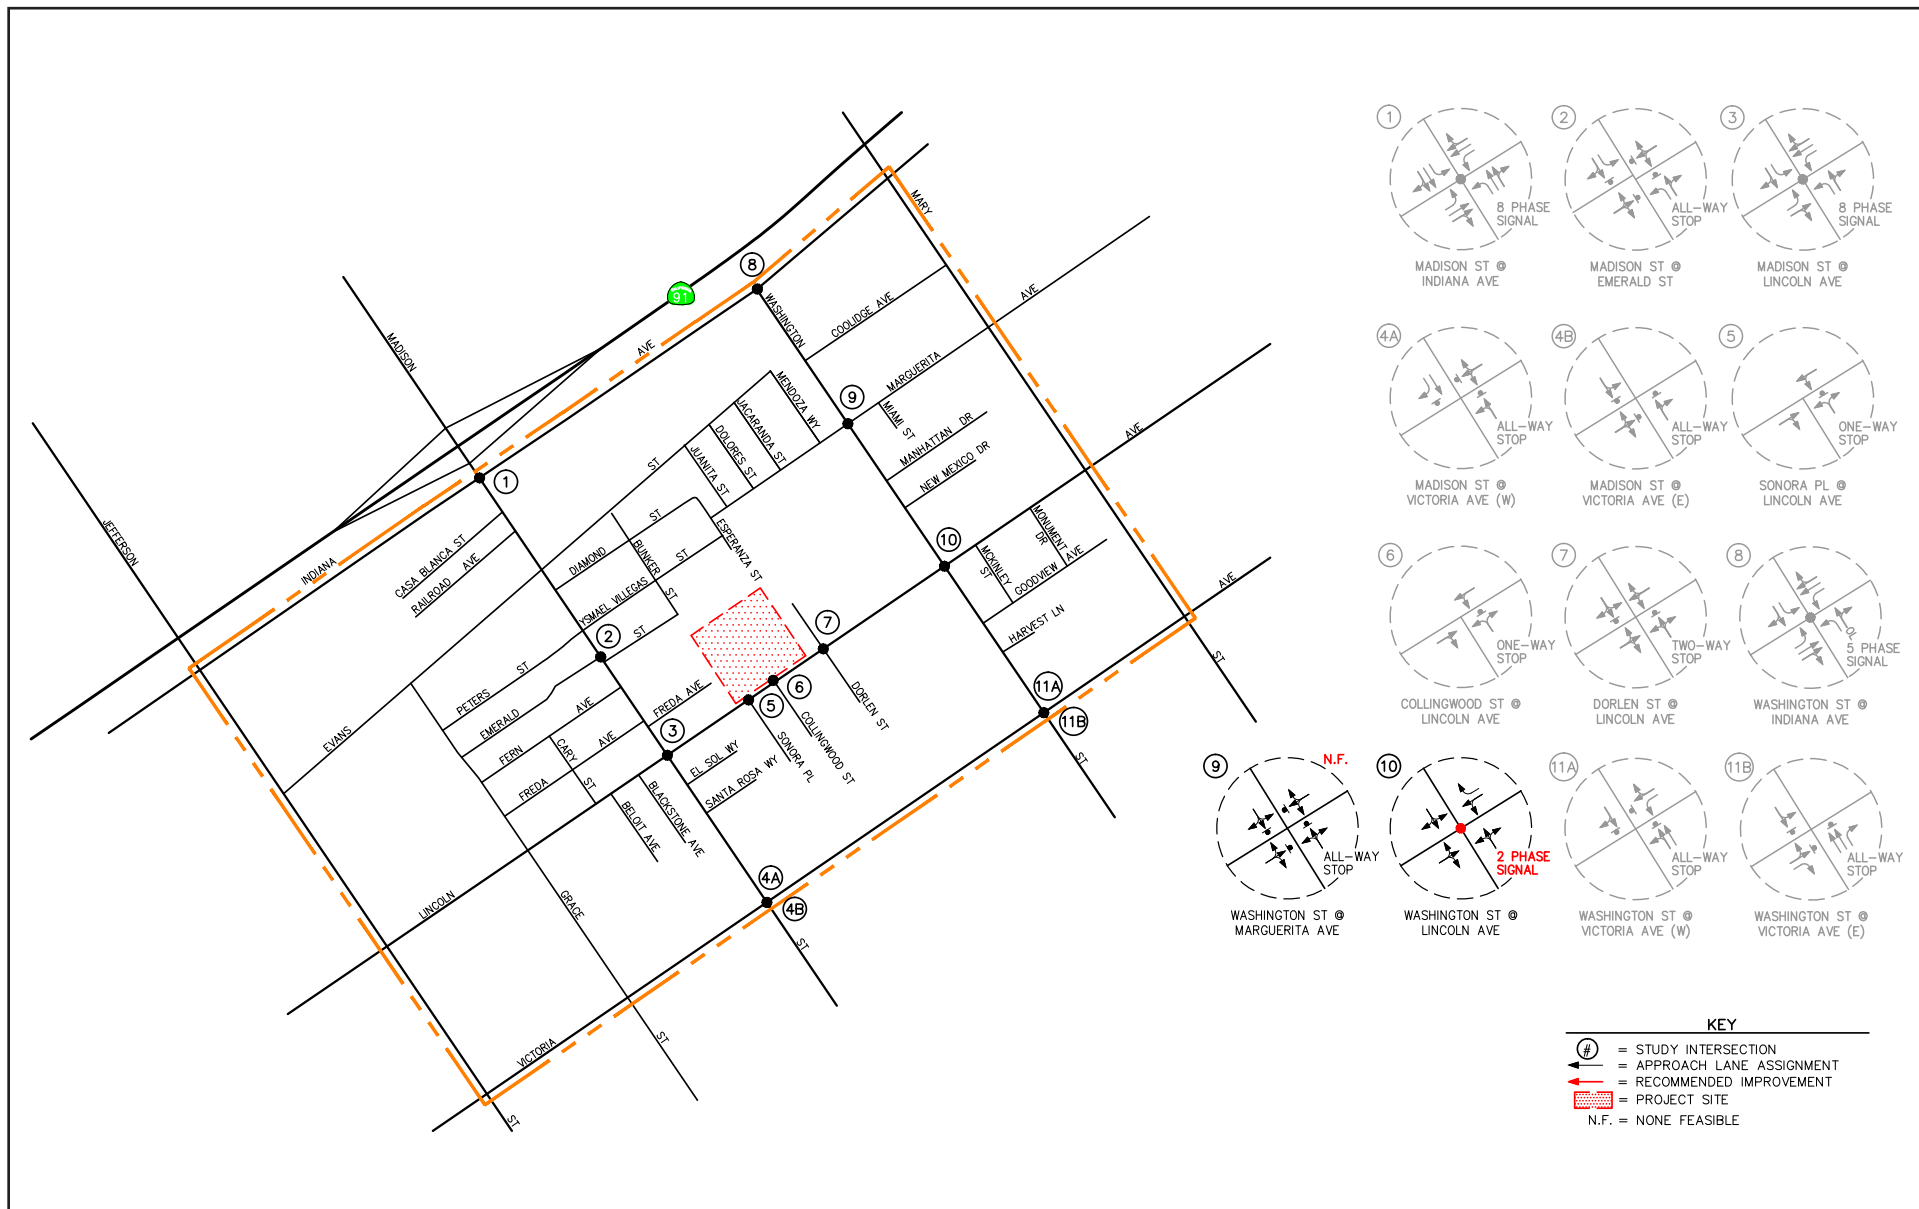 MARY
8
91
WASHINGTON
COOLIDGE AVE
AVE
MADISON
AVE
MARGUERITA
MENDOZA WY
JACARANDA ST
DOLORES ST
JUANITA ST
9
MIAMI ST
MANHATTAN DR
NEW MEXICO DR
AVE
ST
1
JEFFERSON
INDIANA
CASA BLANCA ST
RAILROAD AVE
DIAMOND
ST
BUNKER
ST
ESPERANZA ST
YSMAEL VILLEGAS
ST
10
MONUMENT
DR
MCKINLEY
ST
GOODVIEW AVE
HARVEST LN
AVE
ST
2
ST
7
PETERS ST
EMERALD
FERN AVE
FREDA AVE
CARY
ST
FREDA AVE
6
5
DORLEN ST
COLLINGWOOD ST
SONORA PL
11A
11B
ST
3
EL SOL WY
SANTA ROSA WY
EVANS
BLACKSTONE AVE
BELOIT AVE
LINCOLN
GRACE
4A
4B
ST
VICTORIA
ST
ST
1
8 PHASE
SIGNAL
MADISON ST @
INDIANA AVE
2
ALL-WAY
STOP
MADISON ST @
EMERALD ST
3
8 PHASE
SIGNAL
MADISON ST @
LINCOLN AVE
4A
ALL-WAY
STOP
MADISON ST @
VICTORIA AVE (W)
4B
ALL-WAY
STOP
MADISON ST @
VICTORIA AVE (E)
5
ONE-WAY
STOP
SONORA PL @
LINCOLN AVE
6
ONE-WAY
STOP
COLLINGWOOD ST @
LINCOLN AVE
7
TWO-WAY
STOP
DORLEN ST @
LINCOLN AVE
8
OL
5 PHASE
SIGNAL
WASHINGTON ST @
INDIANA AVE
9
N.F.
ALL-WAY
STOP
WASHINGTON ST @
MARGUERITA AVE
10
2 PHASE
SIGNAL
WASHINGTON ST @
LINCOLN AVE
11A
ALL-WAY
STOP
WASHINGTON ST @
VICTORIA AVE (W)
11B
ALL-WAY
STOP
WASHINGTON ST @
VICTORIA AVE (E)
KEY
# = STUDY INTERSECTION
= APPROACH LANE ASSIGNMENT
= RECOMMENDED IMPROVEMENT
= PROJECT SITE
N.F. = NONE FEASIBLE